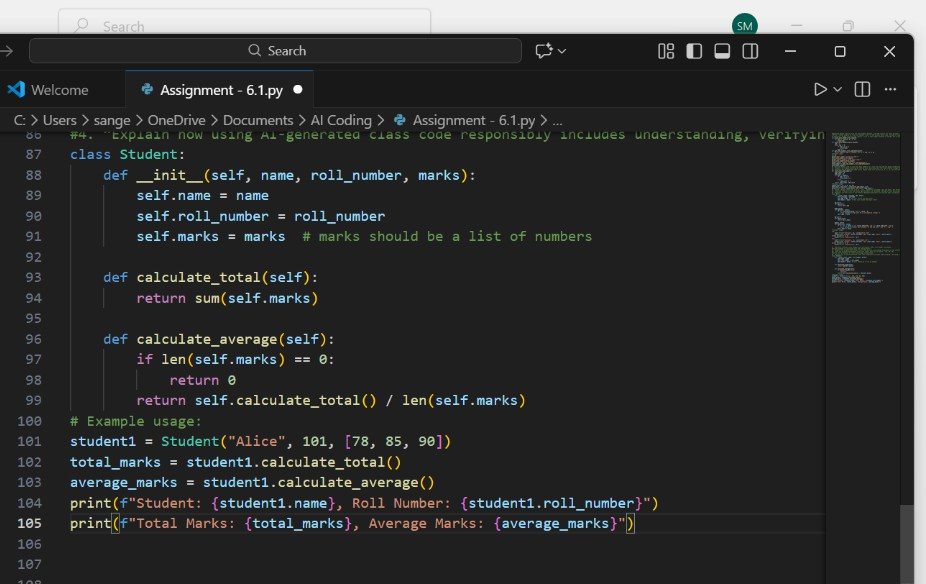 Search
SM
Search
Welcome
Assignment - 6.1.py
C: > Users > sange > OneDrive > Documents > AI Coding > Assignment - 6.1.py > ...
86 #4. "Explain how using AI-generated class code responsibly includes understanding, verifyin
87 class Student:
88     def __init__(self, name, roll_number, marks):
89         self.name = name
90         self.roll_number = roll_number
91         self.marks = marks  # marks should be a list of numbers
92
93     def calculate_total(self):
94         return sum(self.marks)
95
96     def calculate_average(self):
97         if len(self.marks) == 0:
98             return 0
99         return self.calculate_total() / len(self.marks)
100 # Example usage:
101 student1 = Student("Alice", 101, [78, 85, 90])
102 total_marks = student1.calculate_total()
103 average_marks = student1.calculate_average()
104 print(f"Student: {student1.name}, Roll Number: {student1.roll_number}")
105 print(f"Total Marks: {total_marks}, Average Marks: {average_marks}")
106
107
108